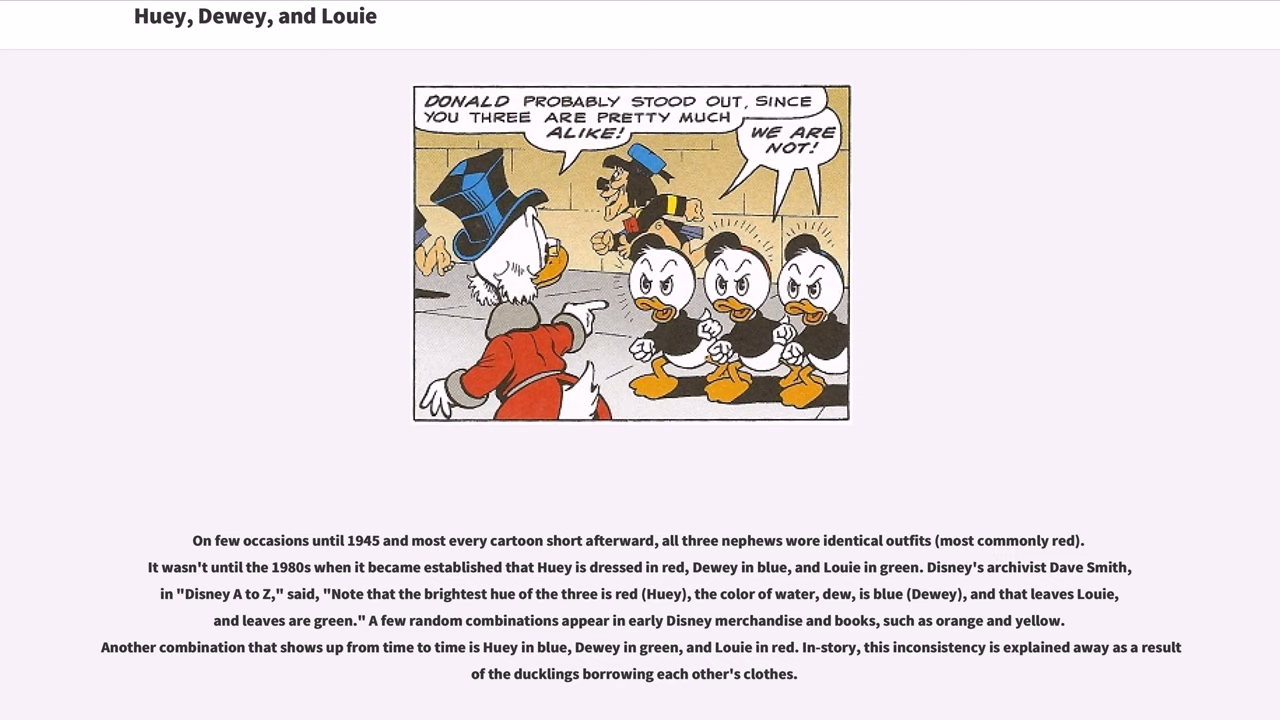 Huey, Dewey, and Louie
DONALD PROBABLY STOOD OUT, SINCE
YOU THREE ARE PRETTY MUCH
ALIKE!
WE ARE
NOT!
On few occasions until 1945 and most every cartoon short afterward, all three nephews wore identical outfits (most commonly red).
It wasn't until the 1980s when it became established that Huey is dressed in red, Dewey in blue, and Louie in green. Disney's archivist Dave Smith,
in "Disney A to Z," said, "Note that the brightest hue of the three is red (Huey), the color of water, dew, is blue (Dewey), and that leaves Louie,
and leaves are green." A few random combinations appear in early Disney merchandise and books, such as orange and yellow.
Another combination that shows up from time to time is Huey in blue, Dewey in green, and Louie in red. In-story, this inconsistency is explained away as a result
of the ducklings borrowing each other's clothes.